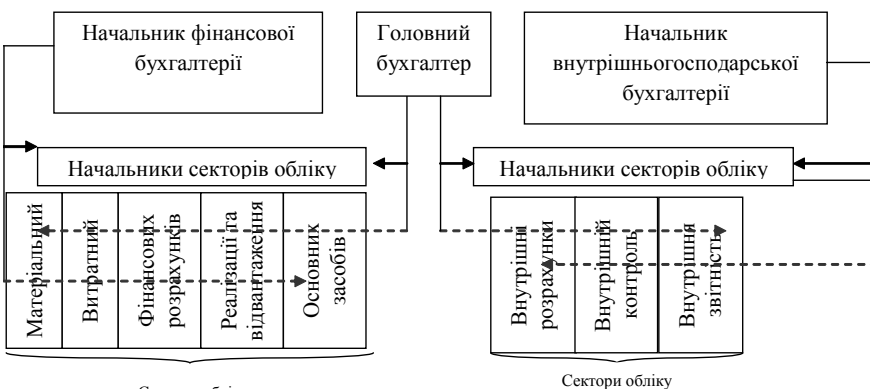 Начальник фінансової
бухгалтерії
Головний
бухгалтер
Начальник
внутрішньогосподарської
бухгалтерії
Начальники секторів обліку
Начальники секторів обліку
Матеріальний
Витратний
Фінансових
розрахунків
Реалізації та
відвантаження
Основних
засобів
Внутрішні
розрахунки
Внутрішній
контроль
Внутрішня
звітність
Сектори обліку